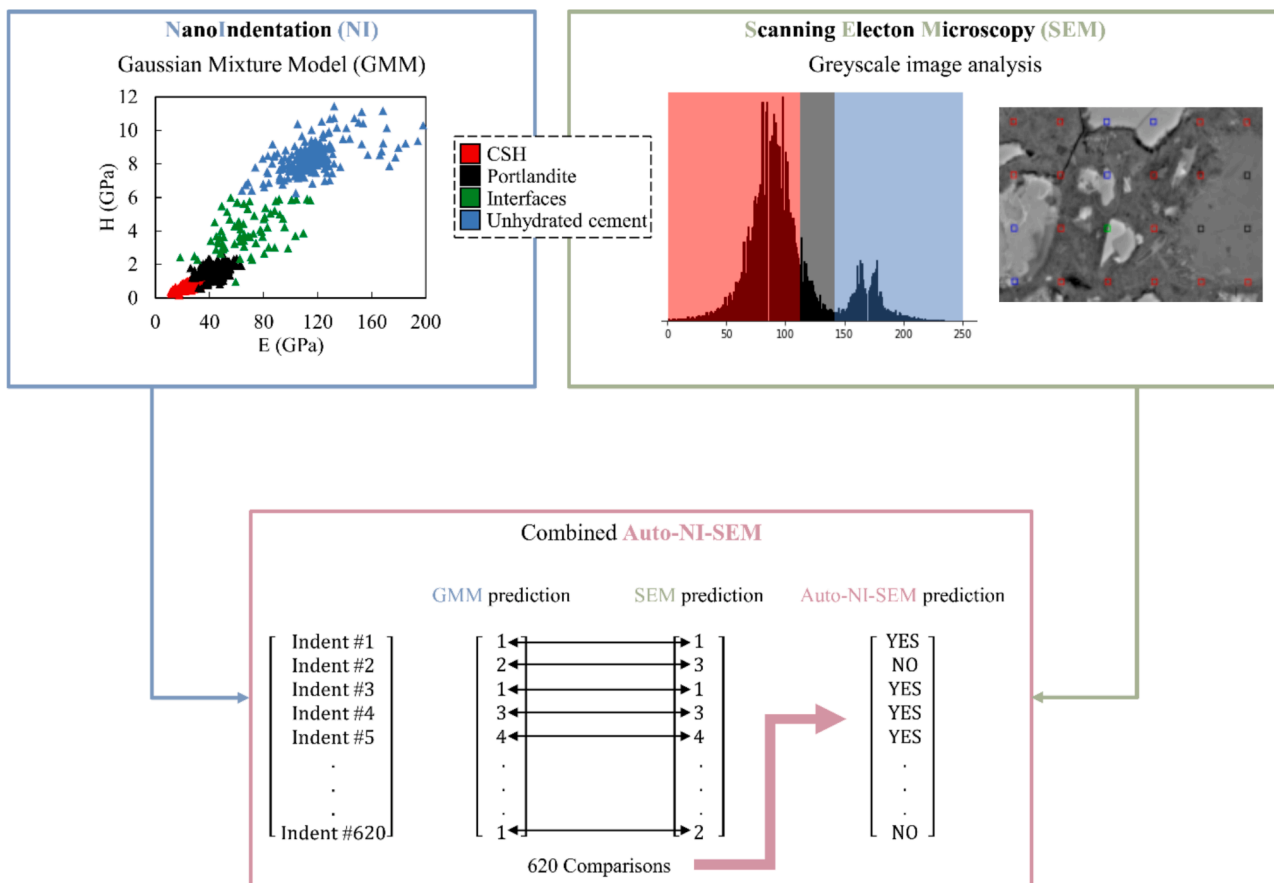 NanoIndentation (NI)
Gaussian Mixture Model (GMM)
12
10
8
6
4
2
0
H (GPa)
0 40 80 120 160 200
E (GPa)
CSH
Portlandite
Interfaces
Unhydrated cement
Scanning Electon Microscopy (SEM)
Greyscale image analysis
0 50 100 150 200 250
Combined Auto-NI-SEM
GMM prediction SEM prediction Auto-NI-SEM prediction
Indent #1 1 1 YES
Indent #2 2 3 NO
Indent #3 1 1 YES
Indent #4 3 3 YES
Indent #5 4 4 YES
. . . .
. . . .
. . . .
Indent #620 1 2 NO
620 Comparisons